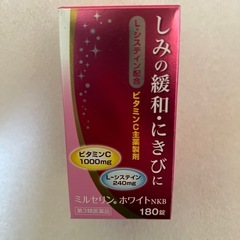 しみの緩和・にきびに
L-システイン配合
ビタミンC主薬製剤
ビタミンC
1000mg
L-システイン
240mg
ミルセリン®ホワイトNKB
第3類医薬品
180錠